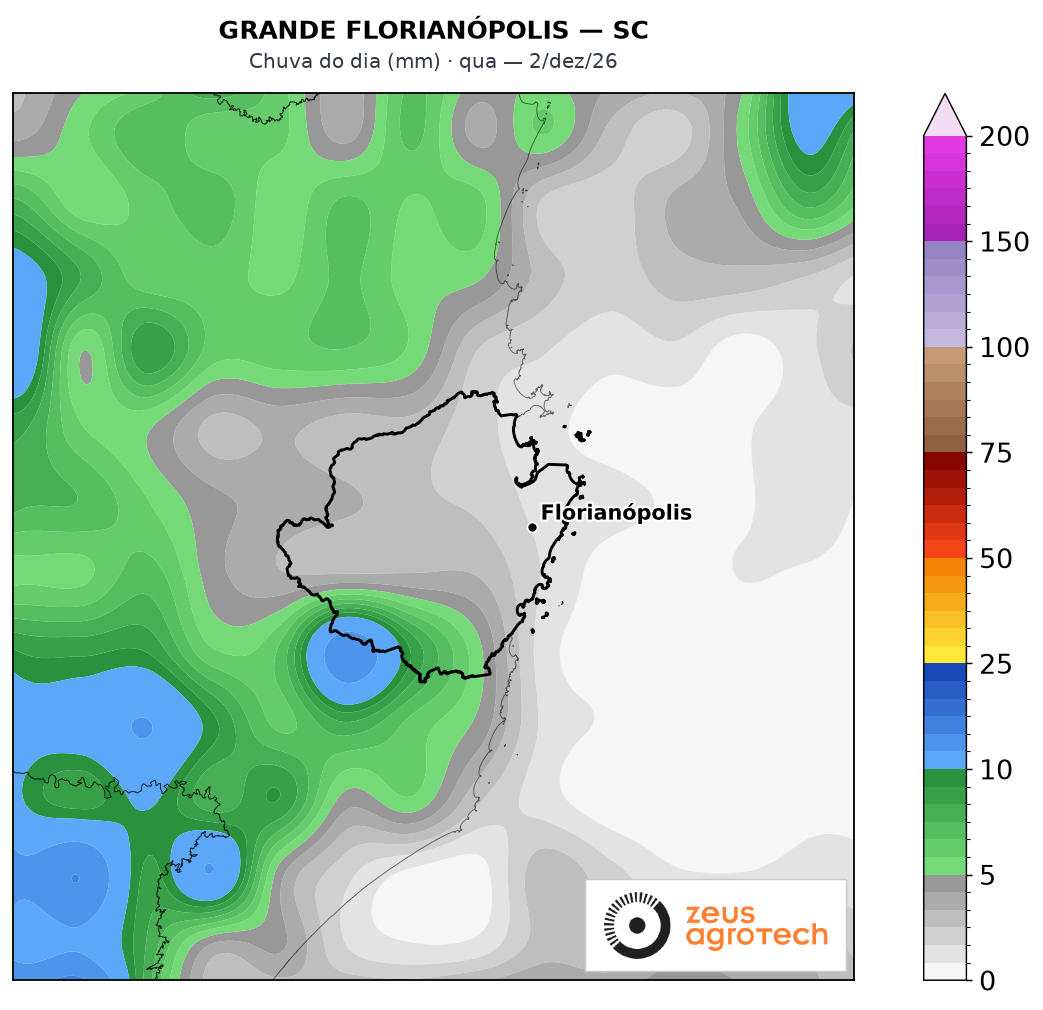 GRANDE FLORIANÓPOLIS — SC
Chuva do dia (mm) · qua — 2/dez/26
200
150
100
75
50
25
10
5
0
Florianópolis
zeus
agrotech